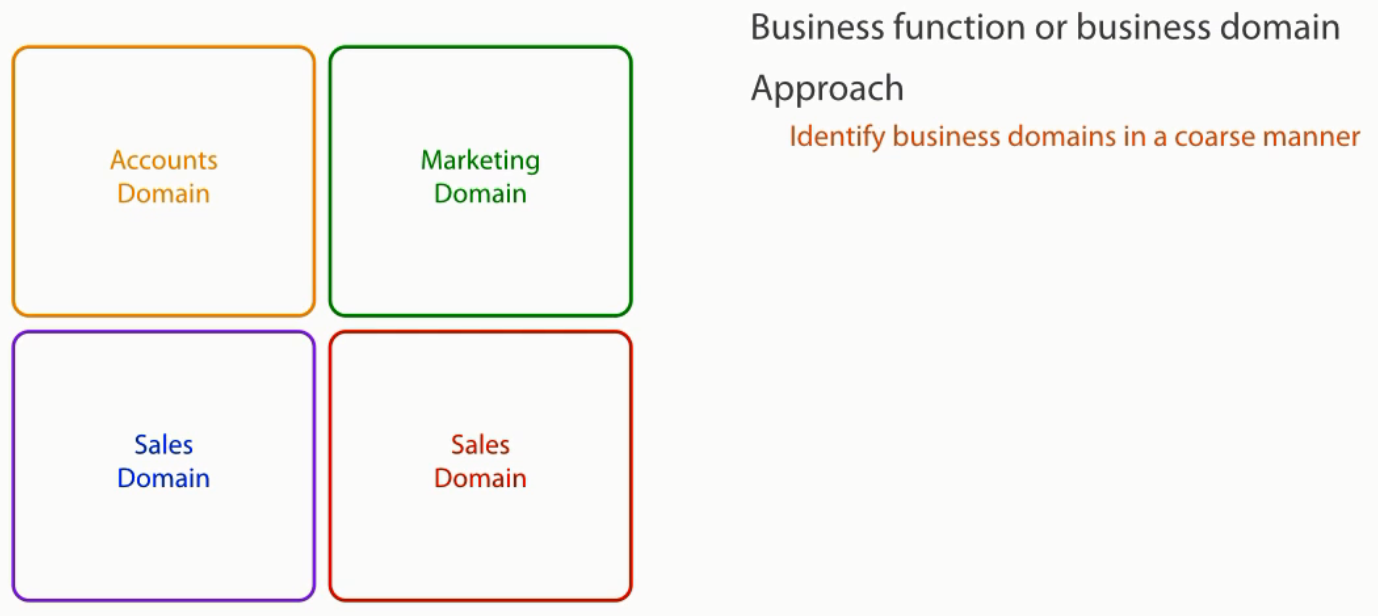 Business function or business domain
Approach
Identify business domains in a coarse manner
Accounts
Domain
Marketing
Domain
Sales
Domain
Sales
Domain